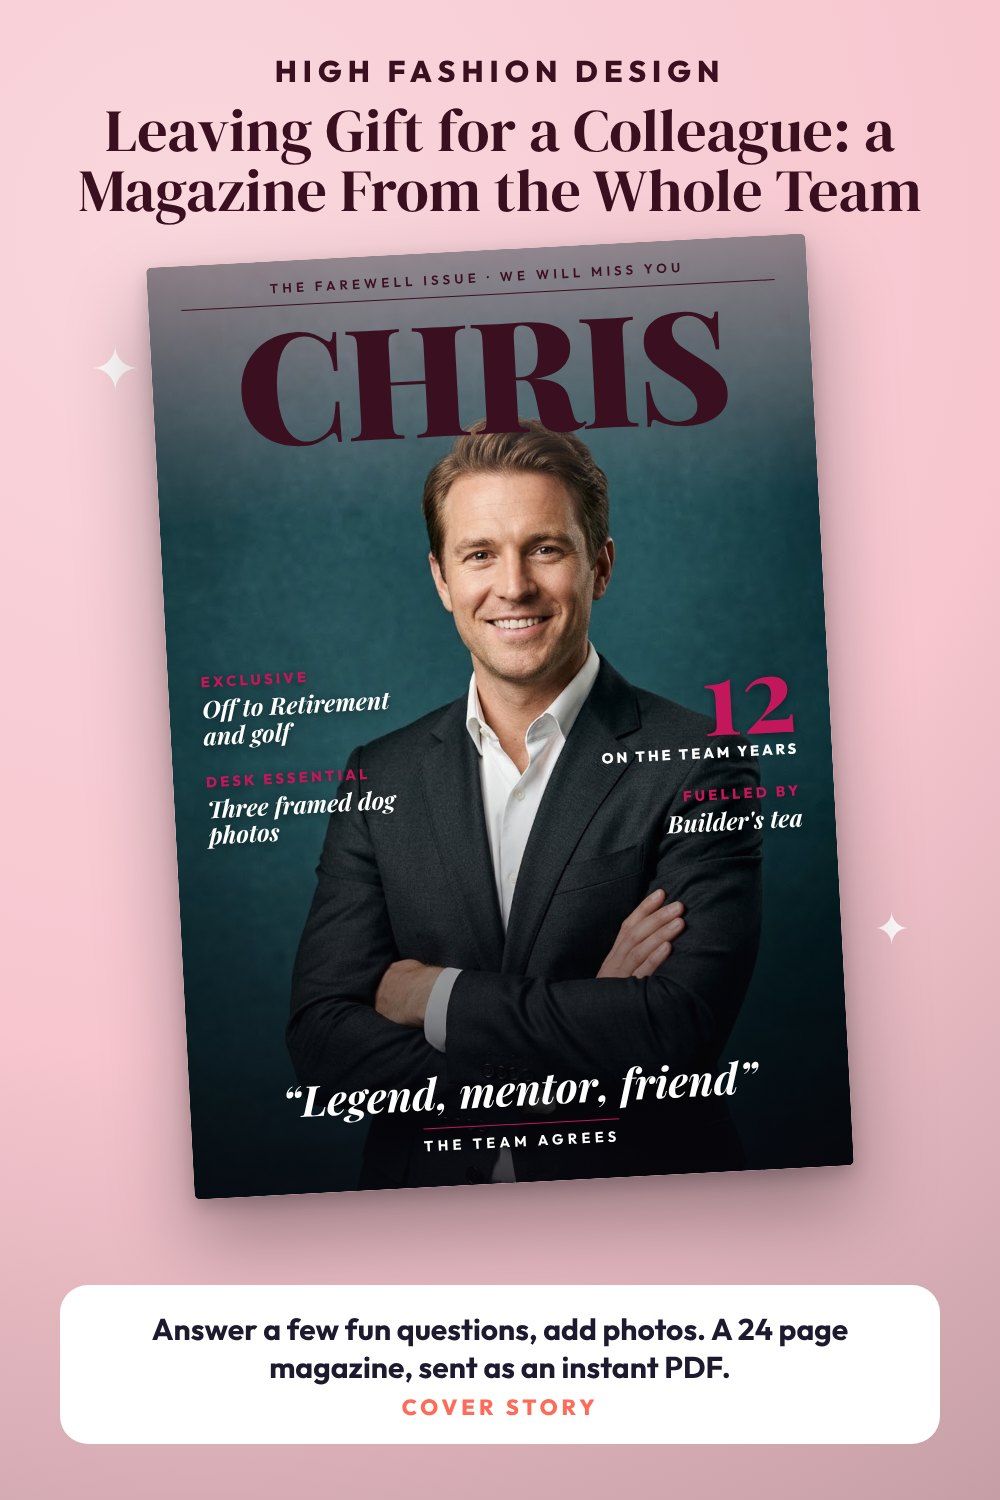 HIGH FASHION DESIGN
Leaving Gift for a Colleague: a
Magazine From the Whole Team
THE FAREWELL ISSUE · WE WILL MISS YOU
CHRIS
EXCLUSIVE
Off to Retirement
and golf
DESK ESSENTIAL
Three framed dog
photos
12
ON THE TEAM YEARS
FUELLED BY
Builder's tea
“Legend, mentor, friend”
THE TEAM AGREES
Answer a few fun questions, add photos. A 24 page
magazine, sent as an instant PDF.
COVER STORY